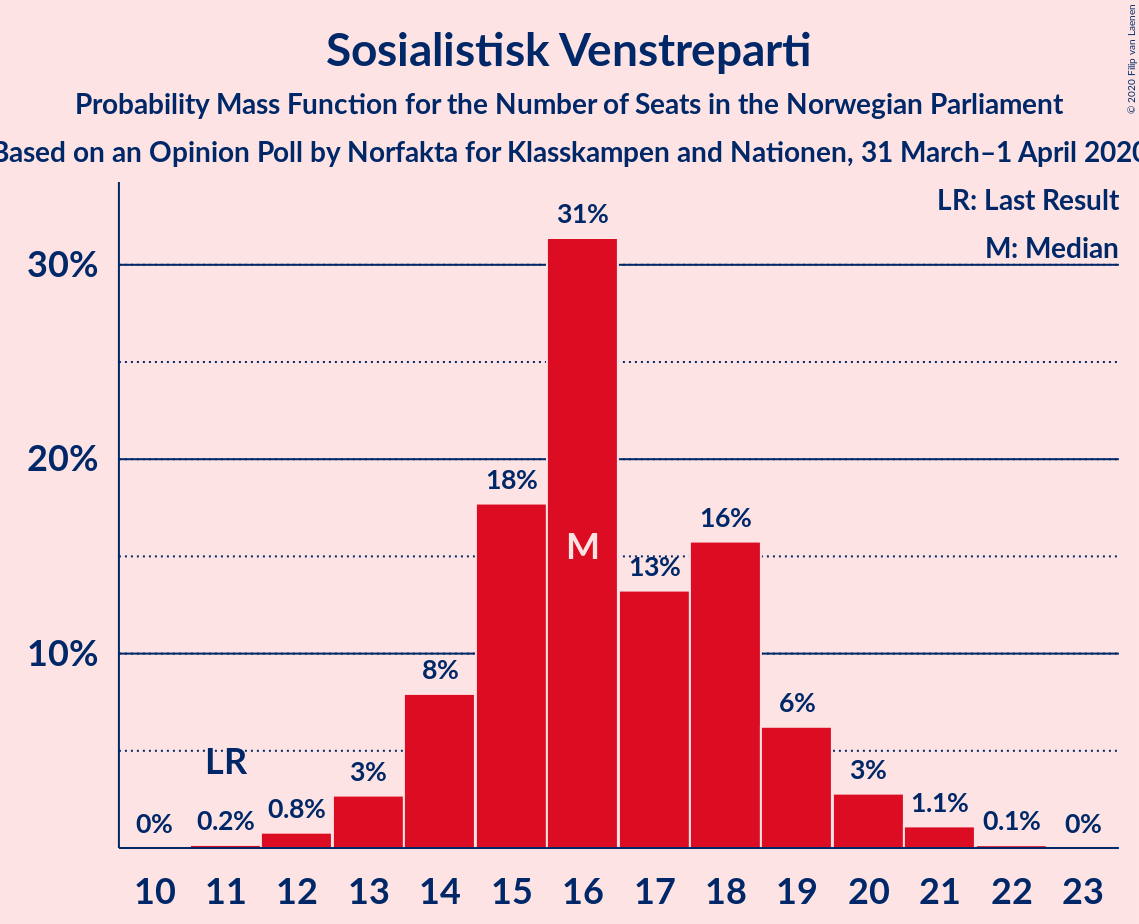 © 2020 Filip van Laenen
Sosialistisk Venstreparti
Probability Mass Function for the Number of Seats in the Norwegian Parliament
Based on an Opinion Poll by Norfakta for Klasskampen and Nationen, 31 March–1 April 2020
LR: Last Result
M: Median
31%
30%
20%
18%
16%
M
13%
10%
8%
6%
LR
3%
3%
0%
0.2%
0.8%
1.1%
0.1%
0%
10 11 12 13 14 15 16 17 18 19 20 21 22 23